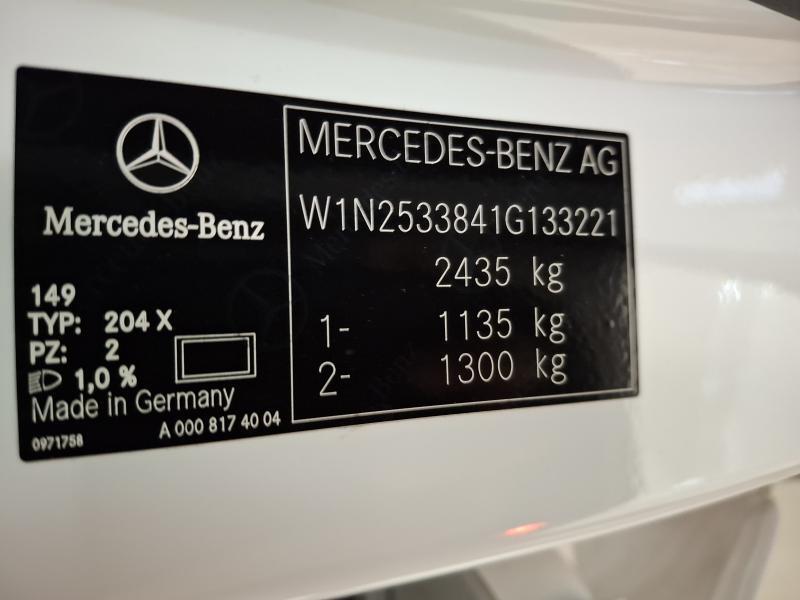 Mercedes-Benz
149
TYP: 204 X
PZ: 2
1,0 %
Made in Germany
0971758
A 000 817 40 04
MERCEDES-BENZ AG
W1N2533841G133221
2435 kg
1- 1135 kg
2- 1300 kg